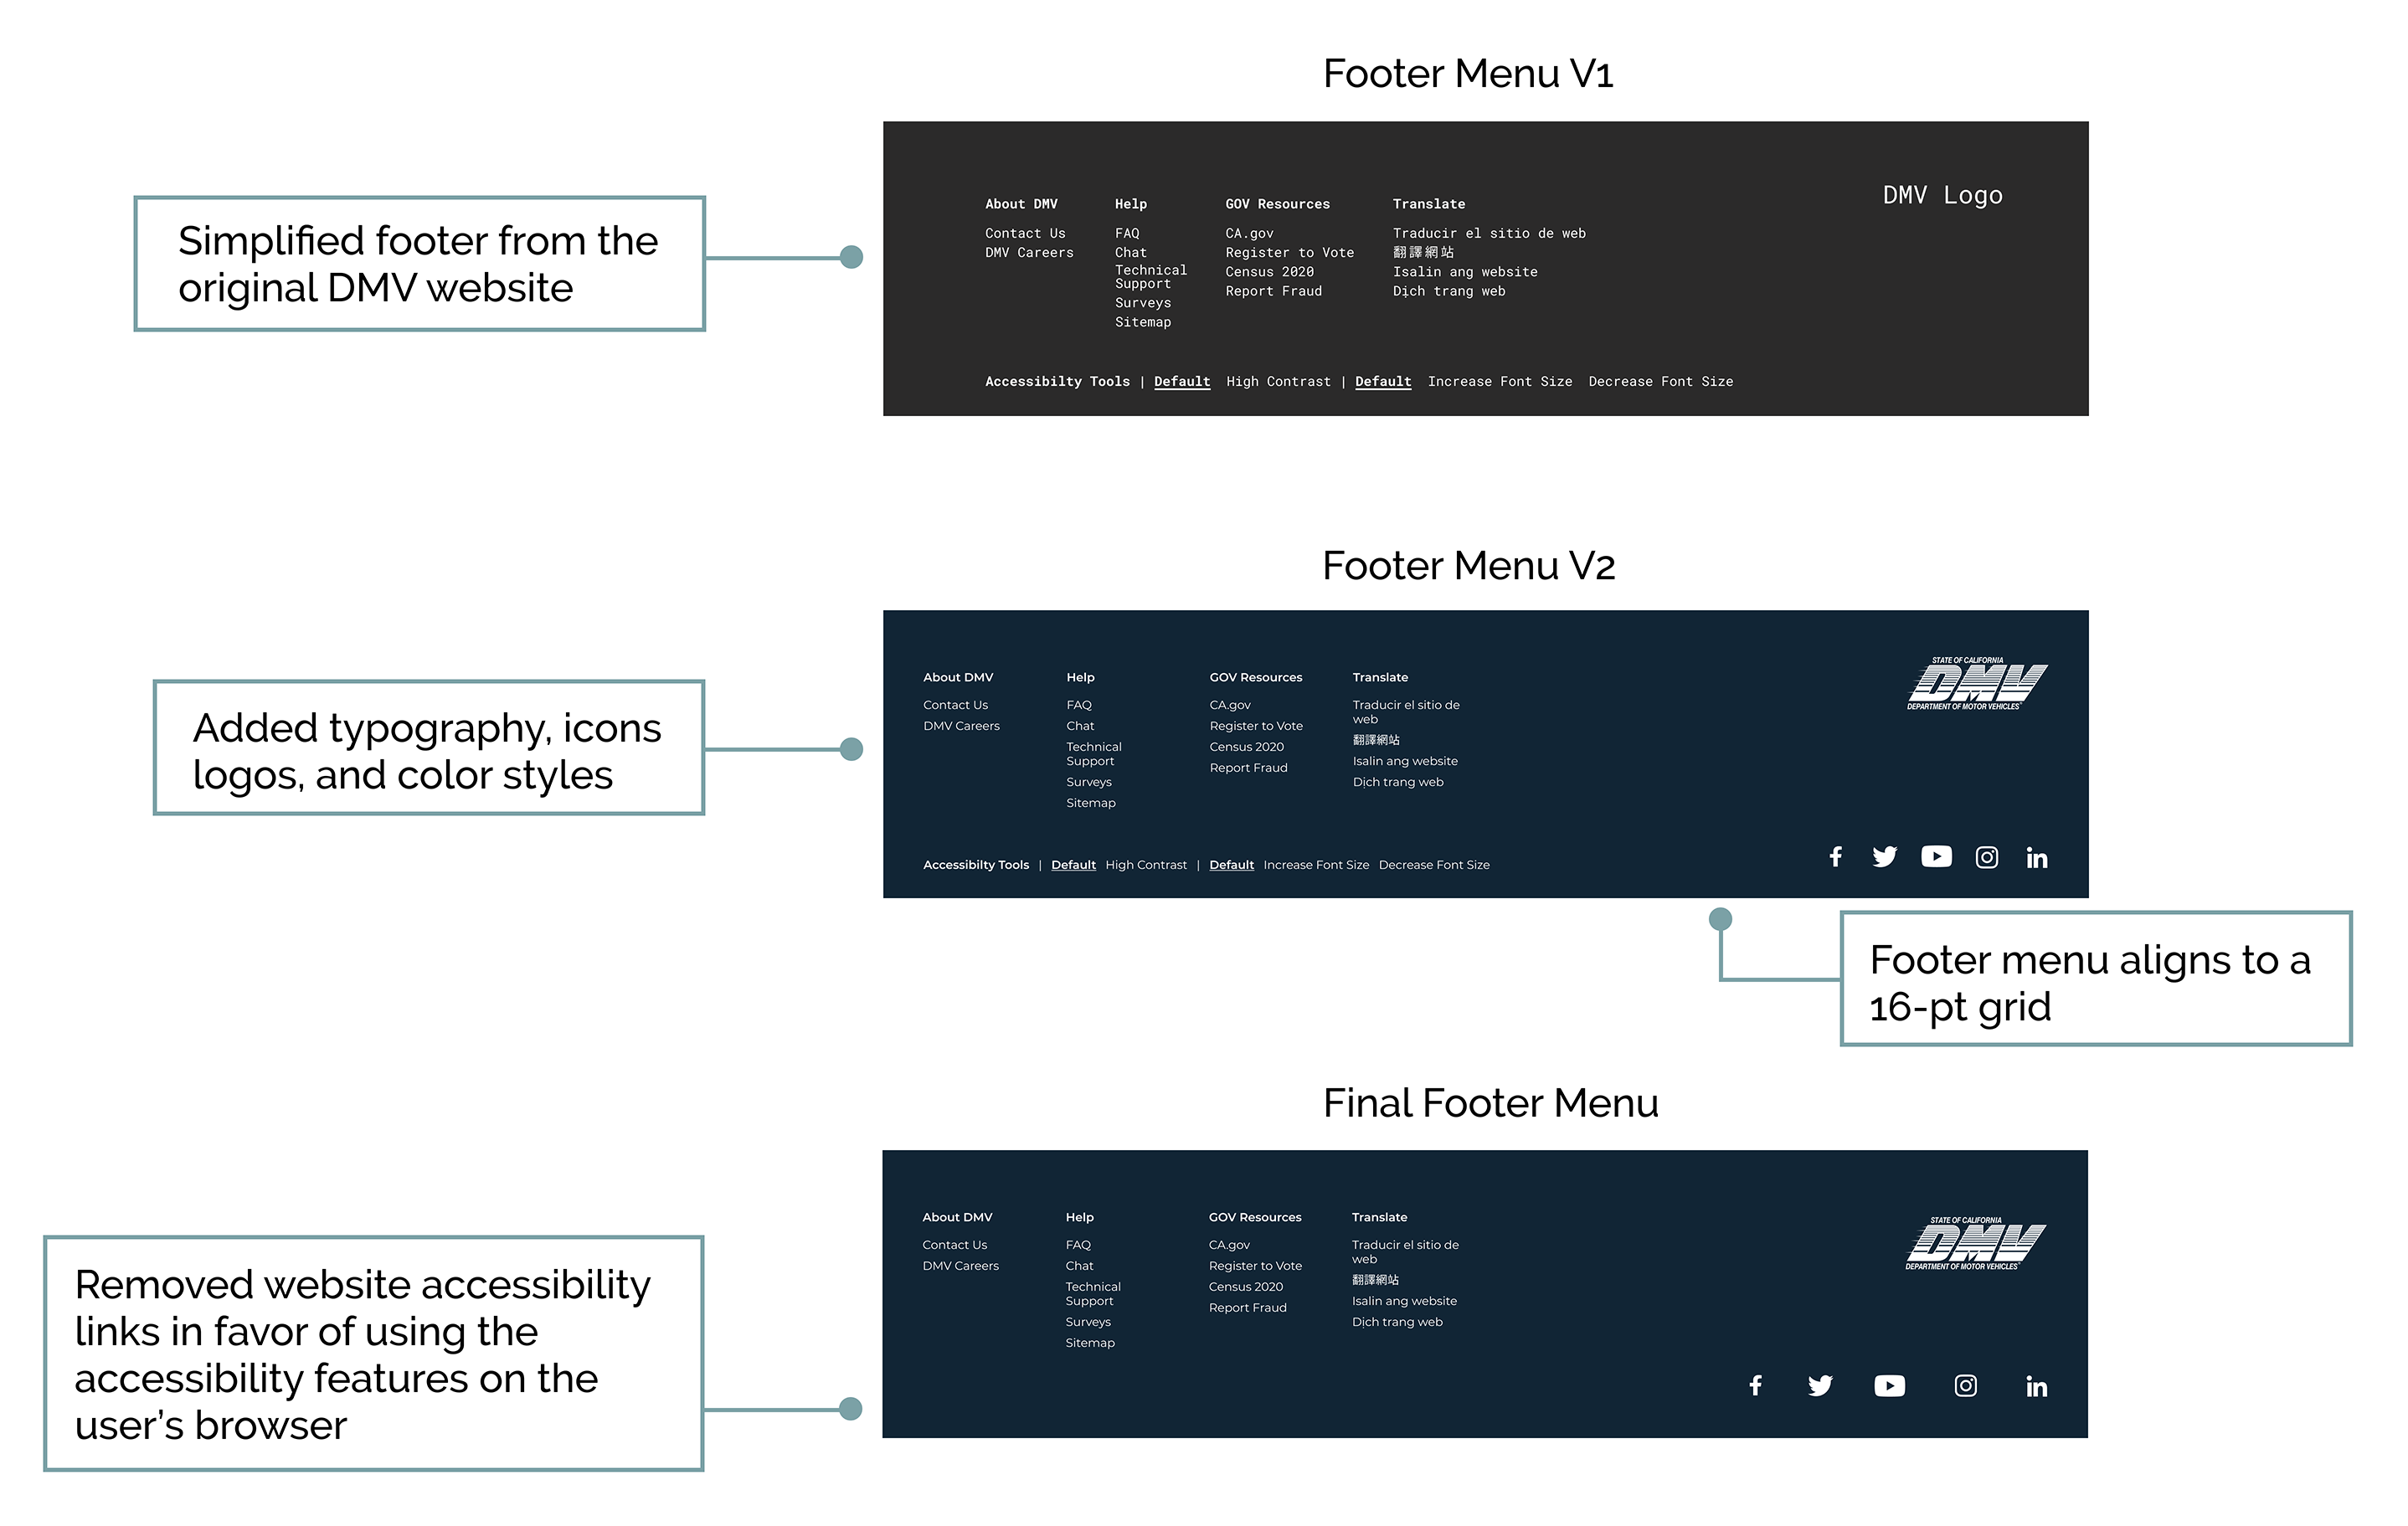 Footer Menu V1
Simplified footer from the
original DMV website
About DMV
Contact Us
DMV Careers
Help
FAQ
Chat
Technical
Support
Surveys
Sitemap
GOV Resources
CA.gov
Register to Vote
Census 2020
Report Fraud
Translate
Traducir el sitio de web
翻譯網站
Isalin ang website
Dịch trang web
DMV Logo
Accessibilty Tools | Default High Contrast | Default Increase Font Size Decrease Font Size
Footer Menu V2
Added typography, icons
logos, and color styles
About DMV
Contact Us
DMV Careers
Help
FAQ
Chat
Technical
Support
Surveys
Sitemap
GOV Resources
CA.gov
Register to Vote
Census 2020
Report Fraud
Translate
Traducir el sitio de
web
翻譯網站
Isalin ang website
Dịch trang web
STATE OF CALIFORNIA
DMV
DEPARTMENT OF MOTOR VEHICLES
Accessibilty Tools | Default High Contrast | Default Increase Font Size Decrease Font Size
Footer menu aligns to a
16-pt grid
Final Footer Menu
Removed website accessibility
links in favor of using the
accessibility features on the
user's browser
About DMV
Contact Us
DMV Careers
Help
FAQ
Chat
Technical
Support
Surveys
Sitemap
GOV Resources
CA.gov
Register to Vote
Census 2020
Report Fraud
Translate
Traducir el sitio de
web
翻譯網站
Isalin ang website
Dịch trang web
STATE OF CALIFORNIA
DMV
DEPARTMENT OF MOTOR VEHICLES